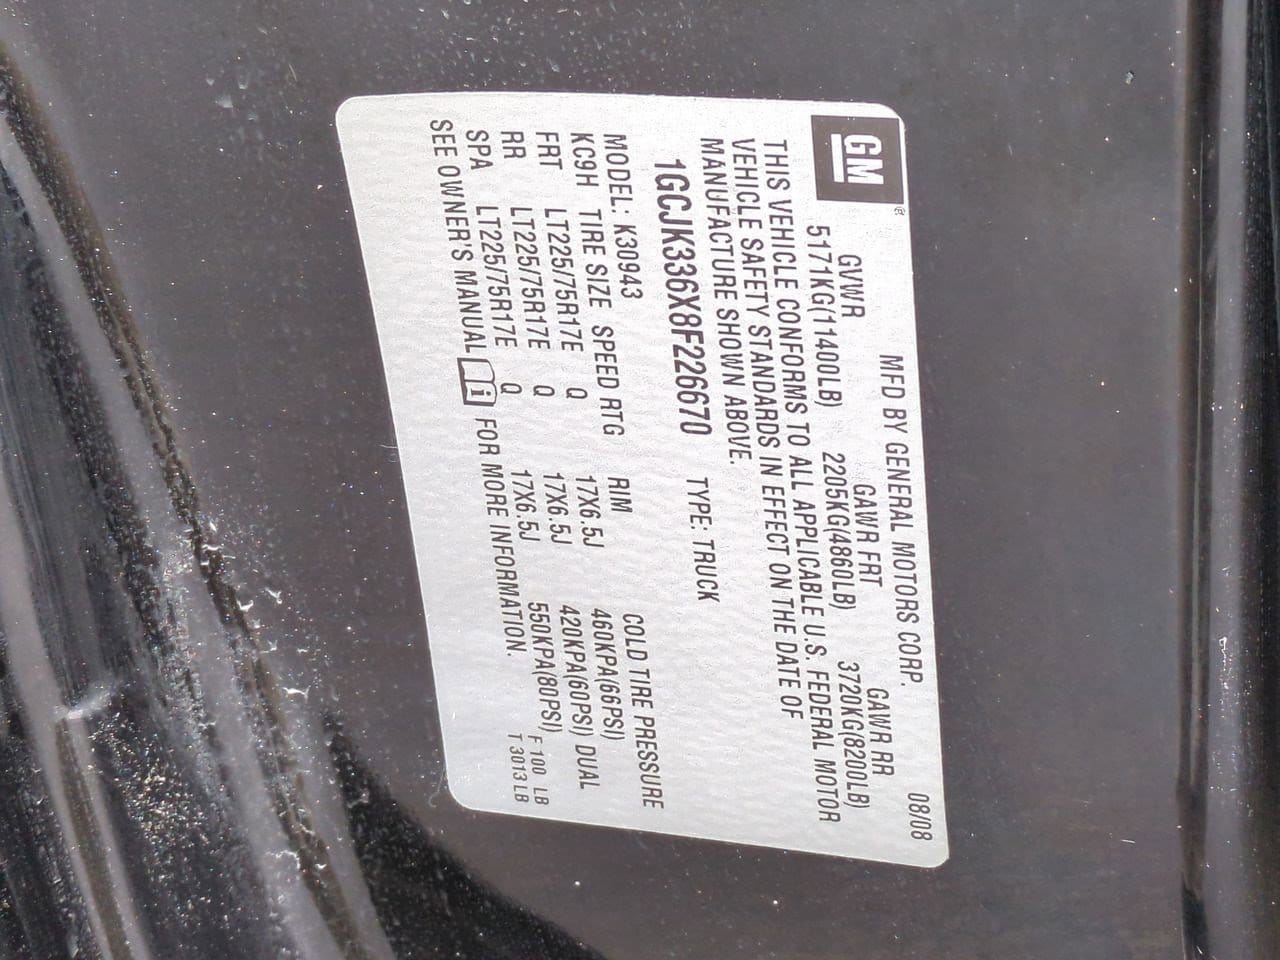 GM
MFD BY GENERAL MOTORS CORP. 08/08
GVWR GAWR FRT GAWR RR
5171KG(11400LB) 2205KG(4860LB) 3720KG(8200LB)
THIS VEHICLE CONFORMS TO ALL APPLICABLE U.S. FEDERAL MOTOR
VEHICLE SAFETY STANDARDS IN EFFECT ON THE DATE OF
MANUFACTURE SHOWN ABOVE.
1GCJK336X8F226670 TYPE: TRUCK
MODEL: K30943
KC9H TIRE SIZE SPEED RTG RIM COLD TIRE PRESSURE
FRT LT225/75R17E Q 17X6.5J 460KPA(66PSI)
RR LT225/75R17E Q 17X6.5J 420KPA(60PSI) DUAL
SPA LT225/75R17E Q 17X6.5J 550KPA(80PSI) F 100 LB
SEE OWNER'S MANUAL i FOR MORE INFORMATION. T 3013 LB